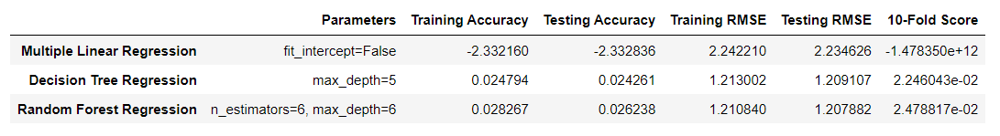 Parameters Training Accuracy Testing Accuracy Training RMSE Testing RMSE 10-Fold Score
Multiple Linear Regression fit_intercept=False -2.332160 -2.332836 2.242210 2.234626 -1.478350e+12
Decision Tree Regression max_depth=5 0.024794 0.024261 1.213002 1.209107 2.246043e-02
Random Forest Regression n_estimators=6, max_depth=6 0.028267 0.026238 1.210840 1.207882 2.478817e-02